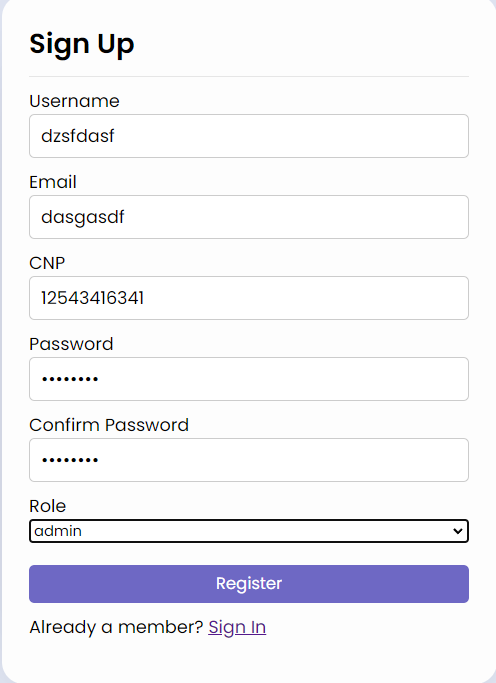 Sign Up
Username
dzsfdasf
Email
dasgasdf
CNP
12543416341
Password
••••••••
Confirm Password
••••••••
Role
admin
Register
Already a member? Sign In